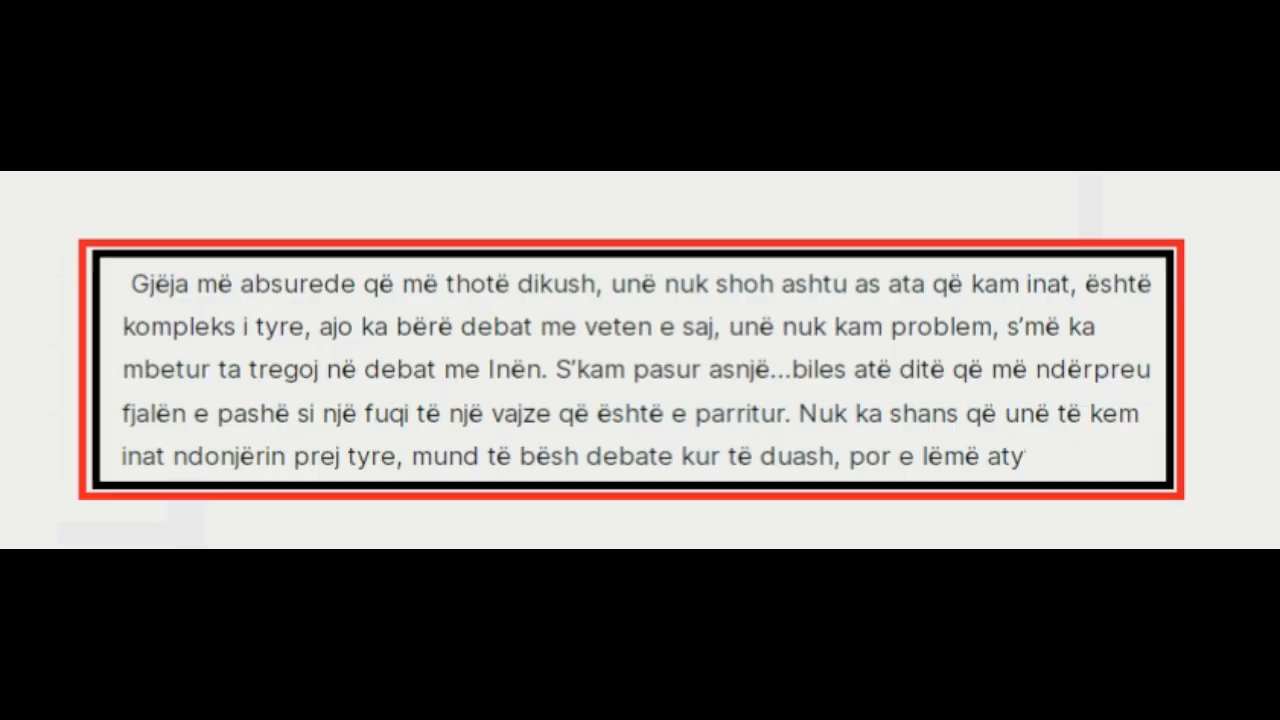 Gjëja më absurede që më thotë dikush, unë nuk shoh ashtu as ata që kam inat, është
kompleks i tyre, ajo ka bërë debat me veten e saj, unë nuk kam problem, s’më ka
mbetur ta tregoj në debat me Inën. S’kam pasur asnjë...biles atë ditë që më ndërpreu
fjalën e pashë si një fuqi të një vajze që është e parritur. Nuk ka shans që unë të kem
inat ndonjërin prej tyre, mund të bësh debate kur të duash, por e lëmë aty’